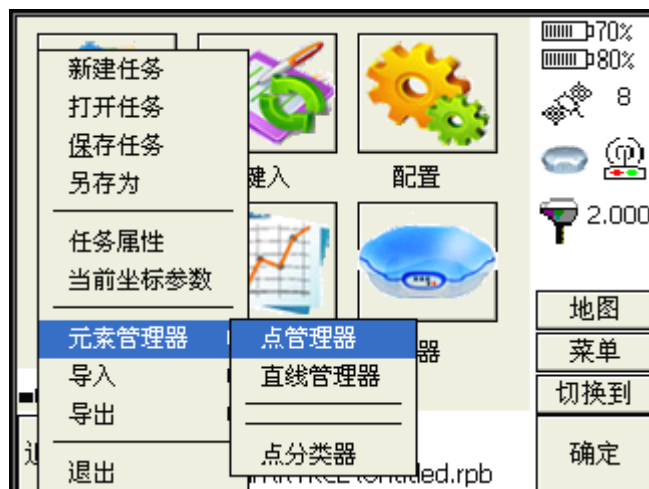 新建任务
打开任务
保存任务
另存为
任务属性
当前坐标参数
元素管理器
导入
导出
退出
点管理器
直线管理器
点分类器
键入
配置
器
70%
80%
8
2.000
地图
菜单
切换到
确定
titled.rpb